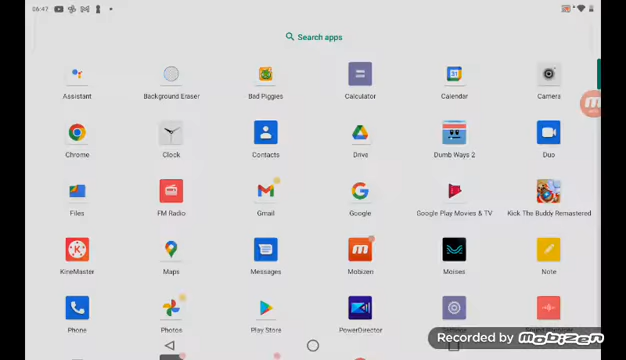 06:47
Search apps
Assistant Background Eraser Bad Piggies Calculator Calendar Camera
Chrome Clock Contacts Drive Dumb Ways 2 Duo
Files FM Radio Gmail Google Google Play Movies & TV Kick The Buddy Remastered
KineMaster Maps Mobizen Messages Moises Note
Phone Photos Play Store PowerDirector
Recorded by mobizen